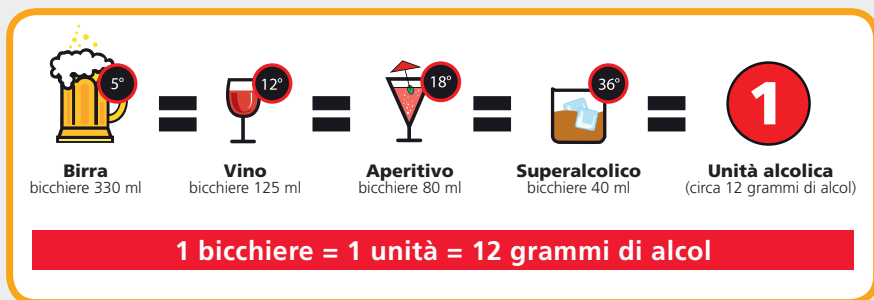 5°
12°
18°
36°
1
Birra
bicchiere 330 ml
Vino
bicchiere 125 ml
Aperitivo
bicchiere 80 ml
Superalcolico
bicchiere 40 ml
Unità alcolica
(circa 12 grammi di alcol)
1 bicchiere = 1 unità = 12 grammi di alcol